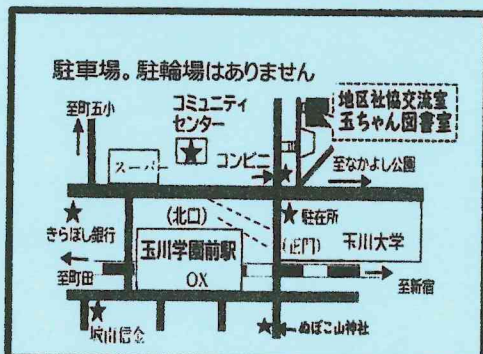 駐車場。駐輪場はありません
至町五小
コミュニティ
センター
地区社協交流室
玉ちゃん図書室
スーパー
コンビニ
至なかよし公園
きらぼし銀行
(北口)
駐在所
(正門)
玉川大学
玉川学園前駅
OX
至町田
至新宿
城南信金
ぬぼこ山神社